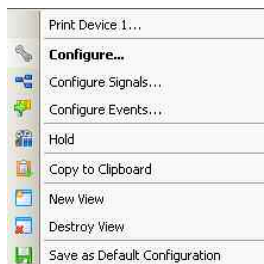 Print Device 1...
Configure...
Configure Signals...
Configure Events...
Hold
Copy to Clipboard
New View
Destroy View
Save as Default Configuration